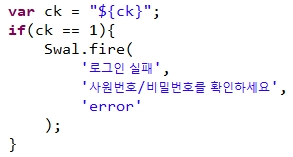 var ck = "${ck}";
if(ck == 1){
    Swal.fire(
        '로그인 실패',
        '사원번호/비밀번호를 확인하세요',
        'error'
    );
}